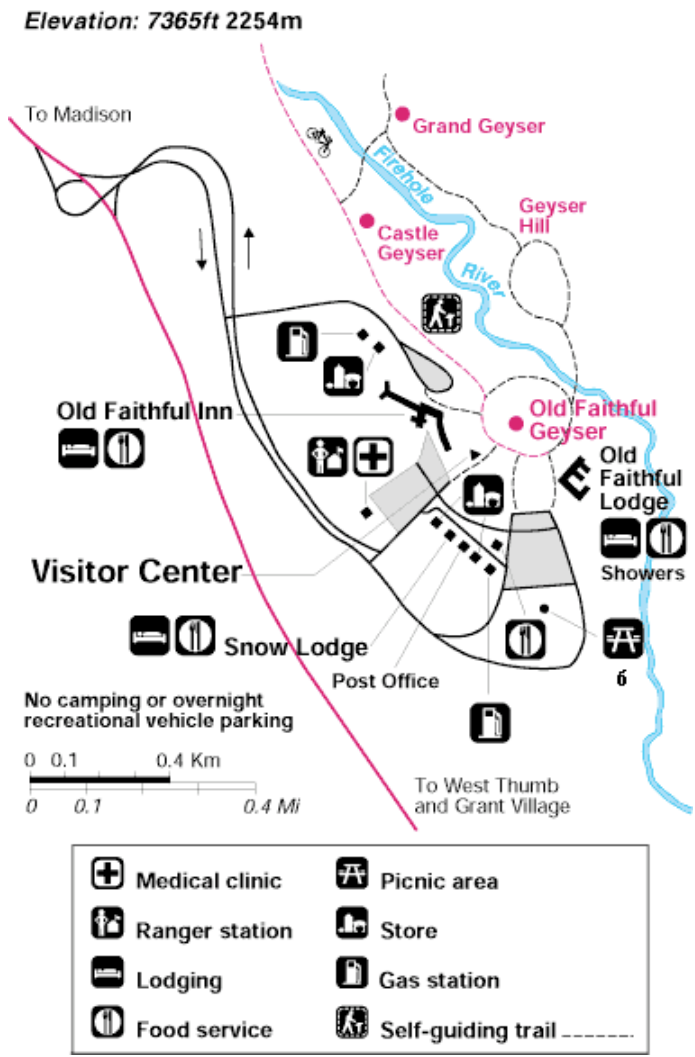 Elevation: 7365ft 2254m
To Madison
Grand Geyser
Firehole
River
Geyser
Hill
Castle
Geyser
Old Faithful Inn
Old Faithful
Geyser
Old
Faithful
Lodge
Showers
Visitor Center
Snow Lodge
Post Office
б
No camping or overnight
recreational vehicle parking
0 0.1 0.4 Km
0 0.1 0.4 Mi
To West Thumb
and Grant Village
Medical clinic
Picnic area
Ranger station
Store
Lodging
Gas station
Food service
Self-guiding trail